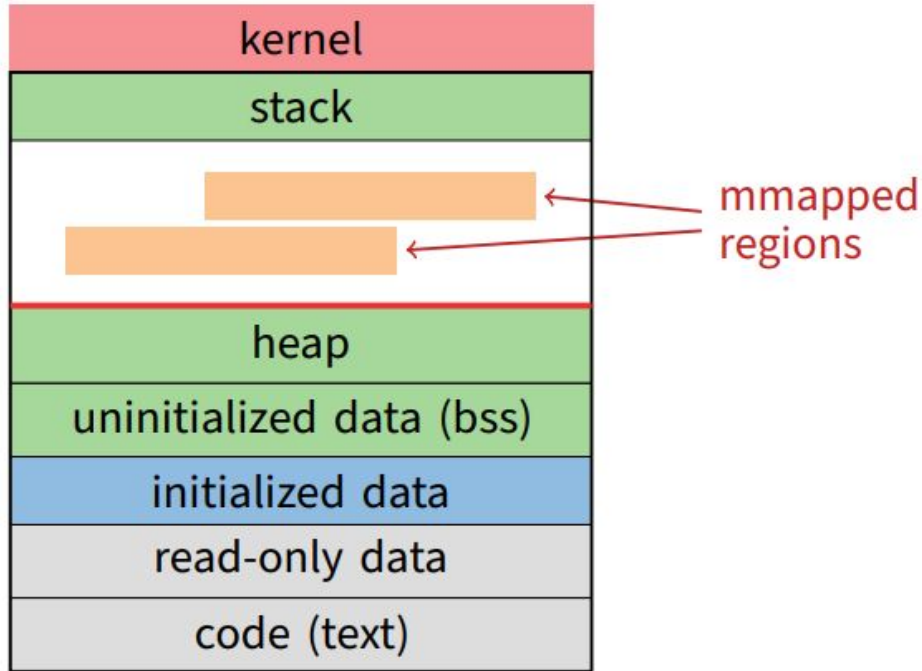 kernel
stack
mmapped
regions
heap
uninitialized data (bss)
initialized data
read-only data
code (text)